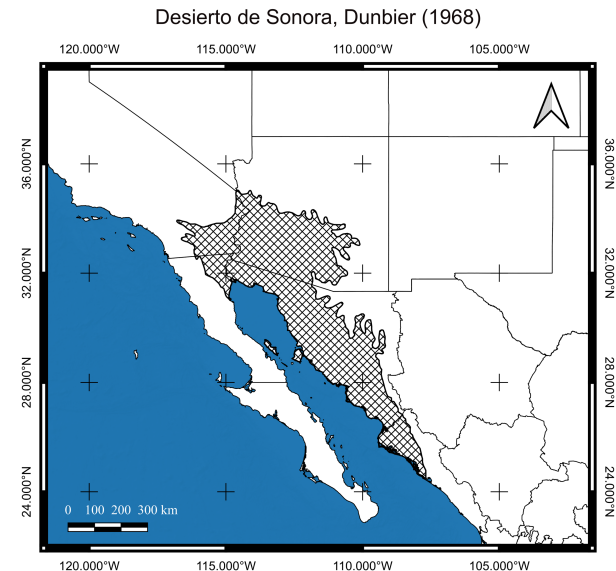 Desierto de Sonora, Dunbier (1968)
120.000°W 115.000°W 110.000°W 105.000°W
36.000°N 36.000°N
32.000°N 32.000°N
28.000°N 28.000°N
24.000°N 24.000°N
0 100 200 300 km
120.000°W 115.000°W 110.000°W 105.000°W